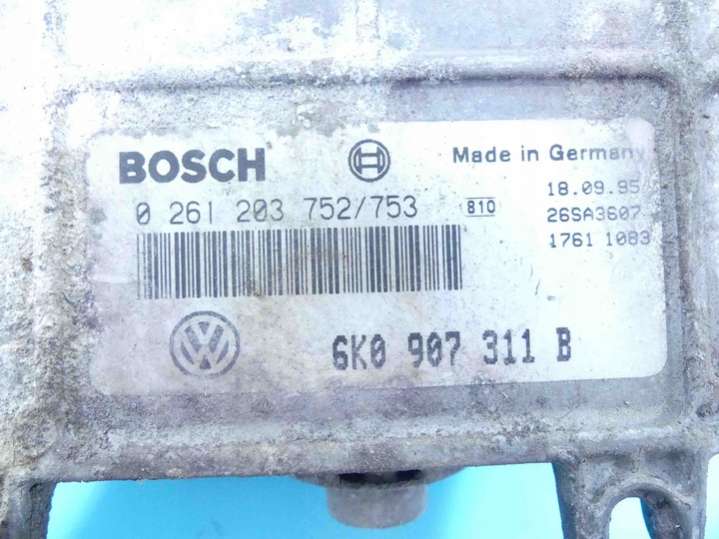 BOSCH
Made in Germany
0 261 203 752/753
810
18.09.95
26SA3607
1761 1083
VW
6K0 907 311 B